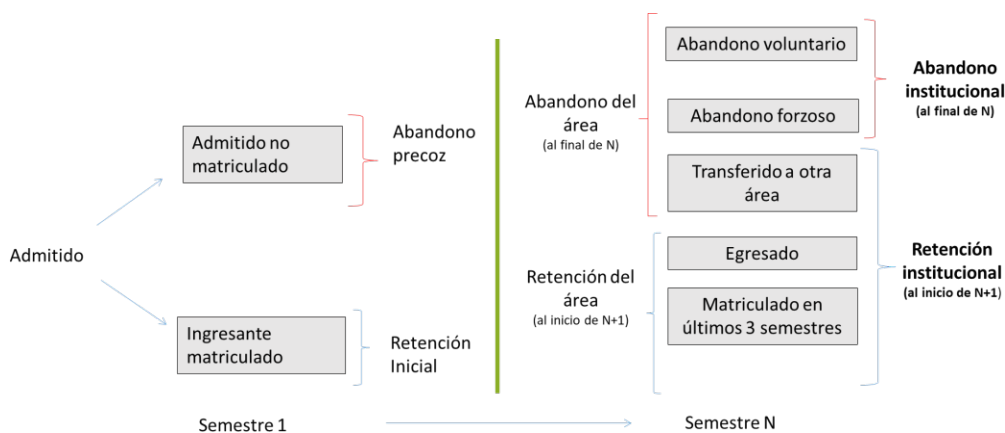 Admitido
Admitido no
matriculado
Abandono
precoz
Ingresante
matriculado
Retención
Inicial
Semestre 1
Abandono del
área
(al final de N)
Abandono voluntario
Abandono forzoso
Transferido a otra
área
Abandono
institucional
(al final de N)
Retención del
área
(al inicio de N+1)
Egresado
Matriculado en
últimos 3 semestres
Retención
institucional
(al inicio de N+1)
Semestre N